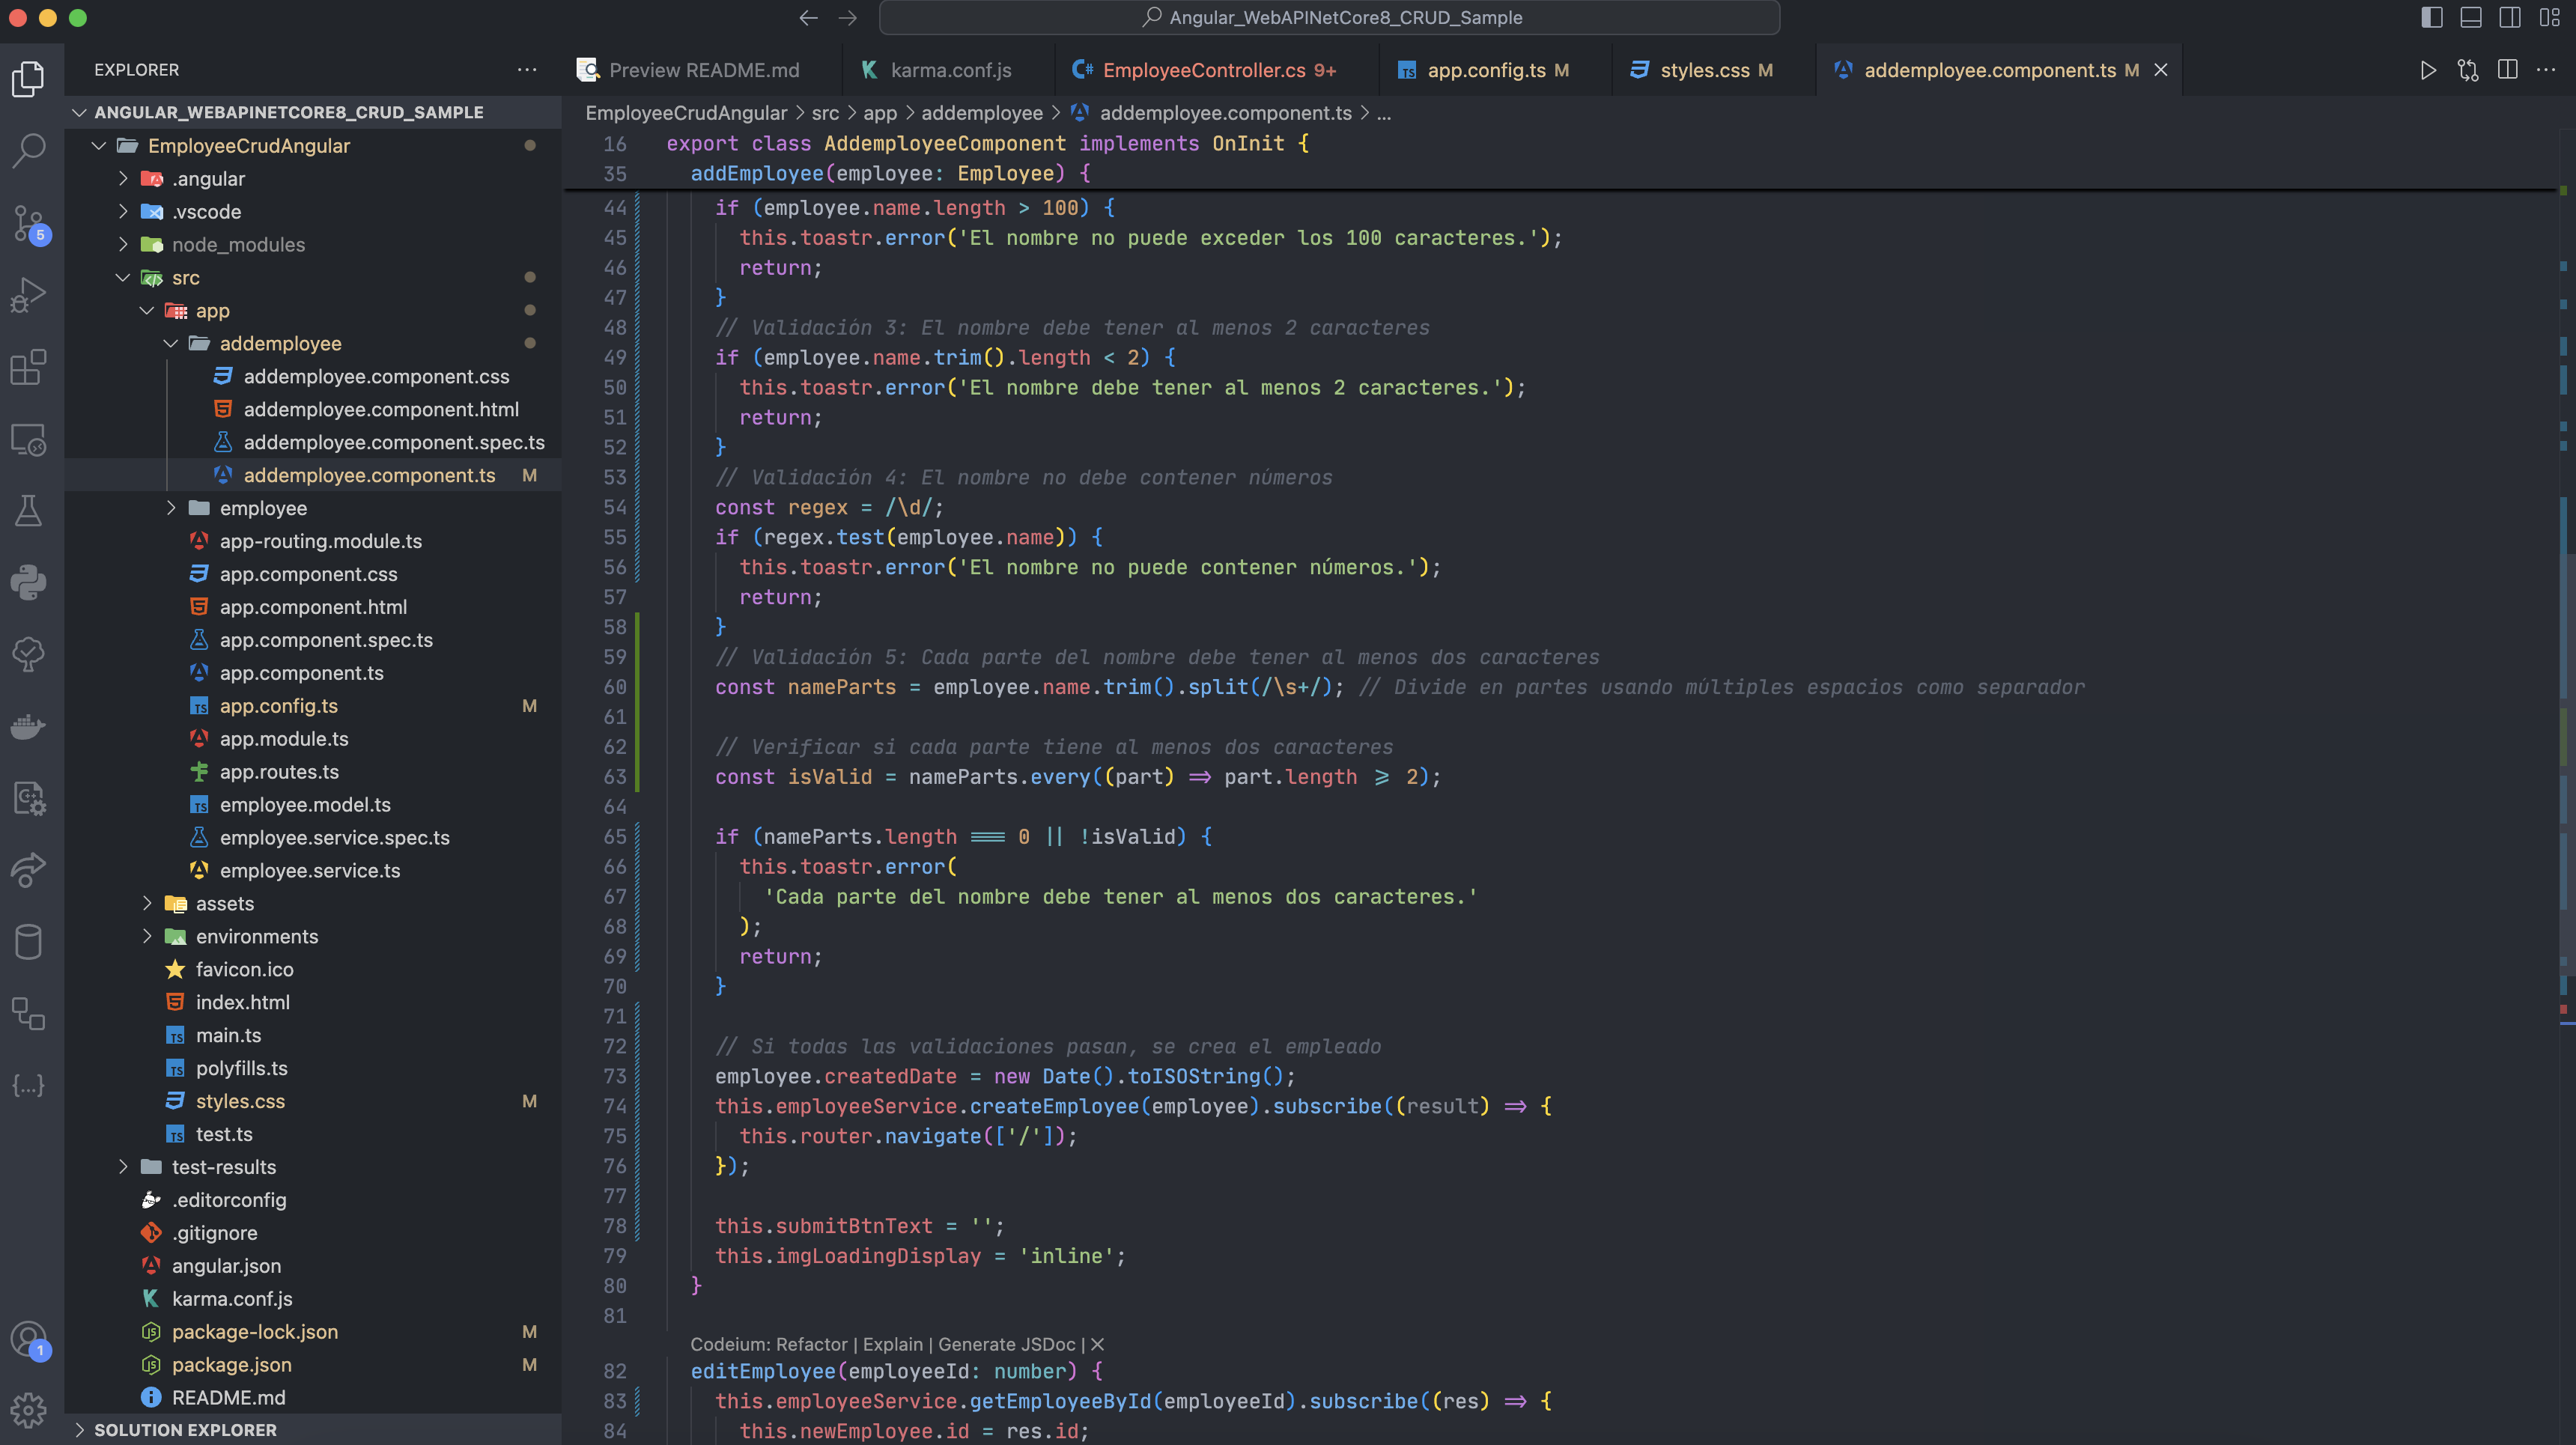 Angular_WebAPINetCore8_CRUD_Sample
EXPLORER
ANGULAR_WEBAPINETCORE8_CRUD_SAMPLE
EmployeeCrudAngular
.angular
.vscode
node_modules
src
app
addemployee
addemployee.component.css
addemployee.component.html
addemployee.component.spec.ts
addemployee.component.ts M
employee
app-routing.module.ts
app.component.css
app.component.html
app.component.spec.ts
app.component.ts
app.config.ts M
app.module.ts
app.routes.ts
employee.model.ts
employee.service.spec.ts
employee.service.ts
assets
environments
favicon.ico
index.html
main.ts
polyfills.ts
styles.css M
test.ts
test-results
.editorconfig
.gitignore
angular.json
karma.conf.js
package-lock.json M
package.json M
README.md
SOLUTION EXPLORER
5
1
Preview README.md
karma.conf.js
EmployeeController.cs 9+
app.config.ts M
styles.css M
addemployee.component.ts M
EmployeeCrudAngular > src > app > addemployee > addemployee.component.ts > ...
16 export class AddemployeeComponent implements OnInit {
35 addEmployee(employee: Employee) {
44 if (employee.name.length > 100) {
45 this.toastr.error('El nombre no puede exceder los 100 caracteres.');
46 return;
47 }
48 // Validación 3: El nombre debe tener al menos 2 caracteres
49 if (employee.name.trim().length < 2) {
50 this.toastr.error('El nombre debe tener al menos 2 caracteres.');
51 return;
52 }
53 // Validación 4: El nombre no debe contener números
54 const regex = /\d/;
55 if (regex.test(employee.name)) {
56 this.toastr.error('El nombre no puede contener números.');
57 return;
58 }
59 // Validación 5: Cada parte del nombre debe tener al menos dos caracteres
60 const nameParts = employee.name.trim().split(/\s+/); // Divide en partes usando múltiples espacios como separador
61
62 // Verificar si cada parte tiene al menos dos caracteres
63 const isValid = nameParts.every((part) => part.length >= 2);
64
65 if (nameParts.length === 0 || !isValid) {
66 this.toastr.error(
67 'Cada parte del nombre debe tener al menos dos caracteres.'
68 );
69 return;
70 }
71
72 // Si todas las validaciones pasan, se crea el empleado
73 employee.createdDate = new Date().toISOString();
74 this.employeeService.createEmployee(employee).subscribe((result) => {
75 this.router.navigate(['/']);
76 });
77
78 this.submitBtnText = '';
79 this.imgLoadingDisplay = 'inline';
80 }
81
Codeium: Refactor | Explain | Generate JSDoc | X
82 editEmployee(employeeId: number) {
83 this.employeeService.getEmployeeById(employeeId).subscribe((res) => {
84 this.newEmployee.id = res.id;